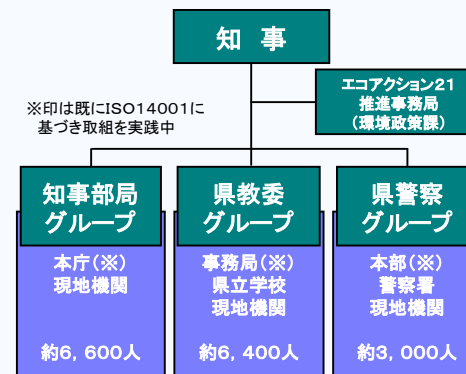 知 事
エコアクション21
推進事務局
(環境政策課)
※印は既にISO14001に
基づき取組を実践中
知事部局
グループ
本庁(※)
現地機関
約6,600人
県教委
グループ
事務局(※)
県立学校
現地機関
約6,400人
県警察
グループ
本部(※)
警察署
現地機関
約3,000人